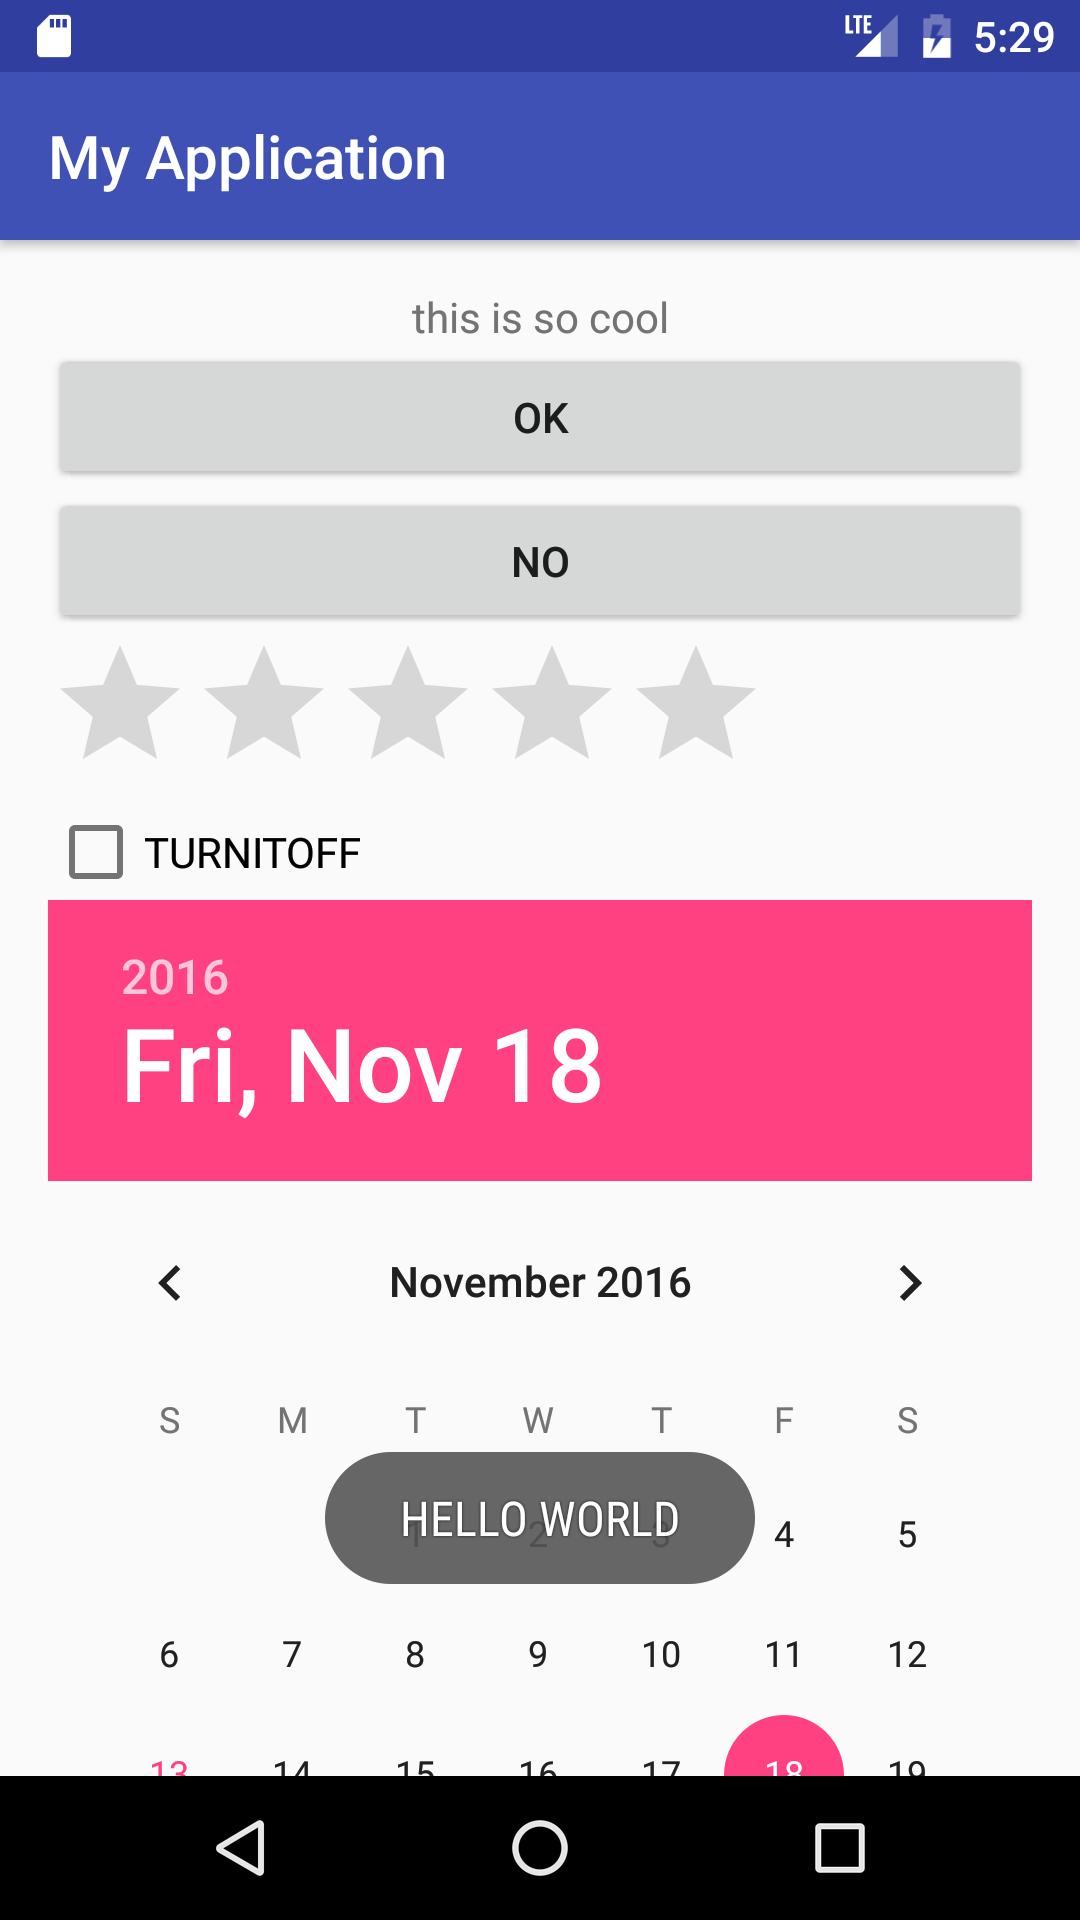 LTE 5:29
My Application
this is so cool
OK
NO
TURNITOFF
2016
Fri, Nov 18
November 2016
S M T W T F S
HELLO WORLD
1 2 3 4 5
6 7 8 9 10 11 12
13 14 15 16 17 18 19